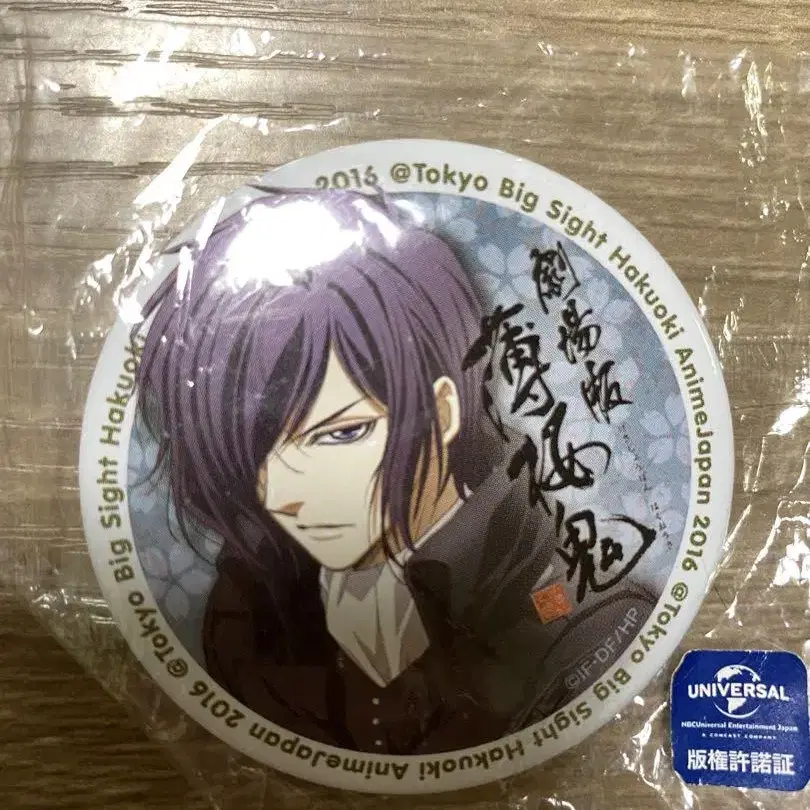 2016 @Tokyo Big Sight Hakuoki AnimeJapan 2016 @Tokyo Big Sight Hakuoki AnimeJapan 2016 @Tokyo Big Sight Hakuoki
劇場版
薄桜鬼
©IF・DF/HP
UNIVERSAL
NBCUniversal Entertainment Japan
A COMCAST COMPANY
版権許諾証